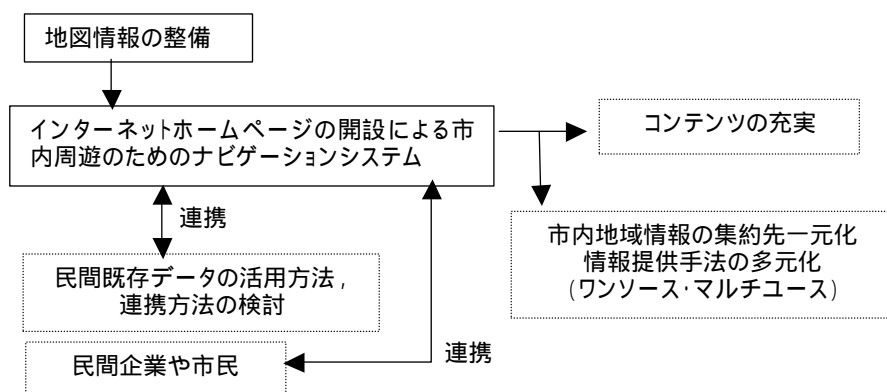 地図情報の整備
インターネットホームページの開設による市
内周遊のためのナビゲーションシステム
コンテンツの充実
連携
市内地域情報の集約先一元化
情報提供手法の多元化
(ワンソース・マルチユース)
民間既存データの活用方法,
連携方法の検討
民間企業や市民
連携